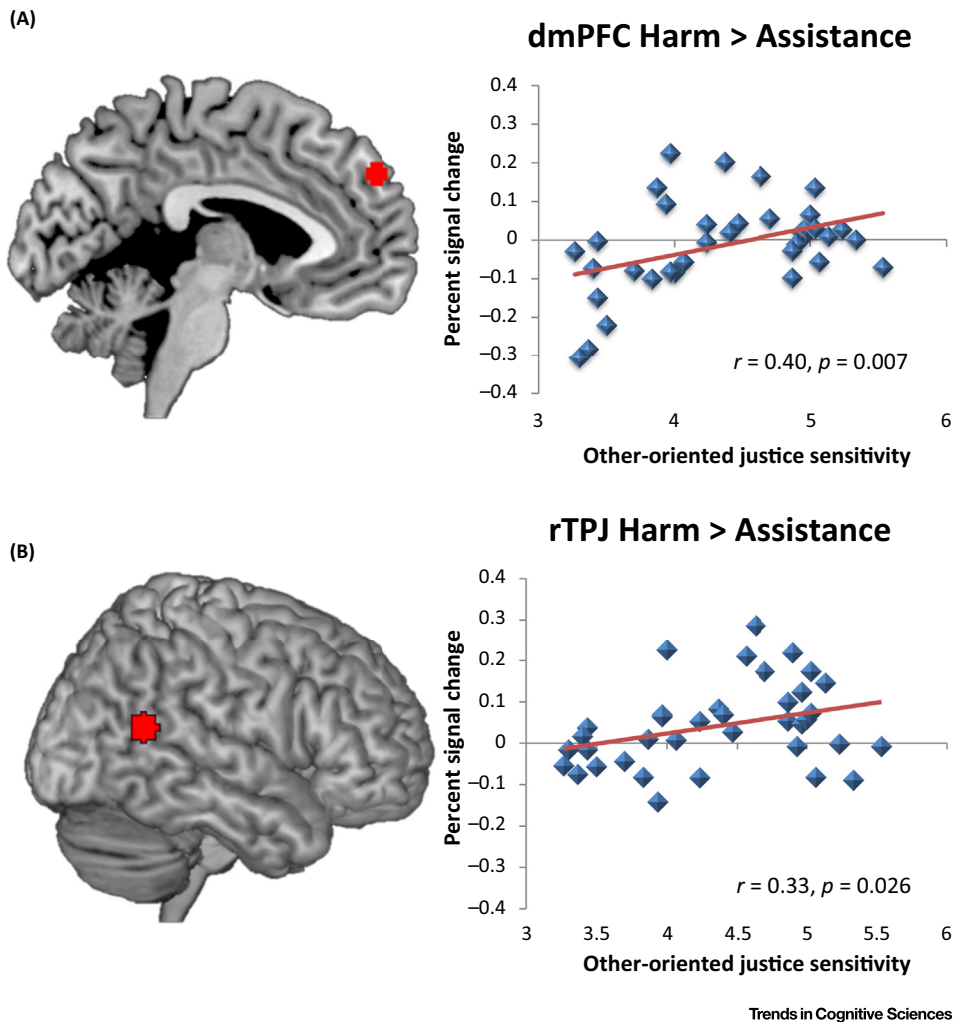 (A)
dmPFC Harm > Assistance
Percent signal change
0.4
0.3
0.2
0.1
0
–0.1
–0.2
–0.3
–0.4
3
4
5
6
r = 0.40, p = 0.007
Other-oriented justice sensitivity
(B)
rTPJ Harm > Assistance
Percent signal change
0.4
0.3
0.2
0.1
0
–0.1
–0.2
–0.3
–0.4
3
3.5
4
4.5
5
5.5
6
r = 0.33, p = 0.026
Other-oriented justice sensitivity
Trends in Cognitive Sciences